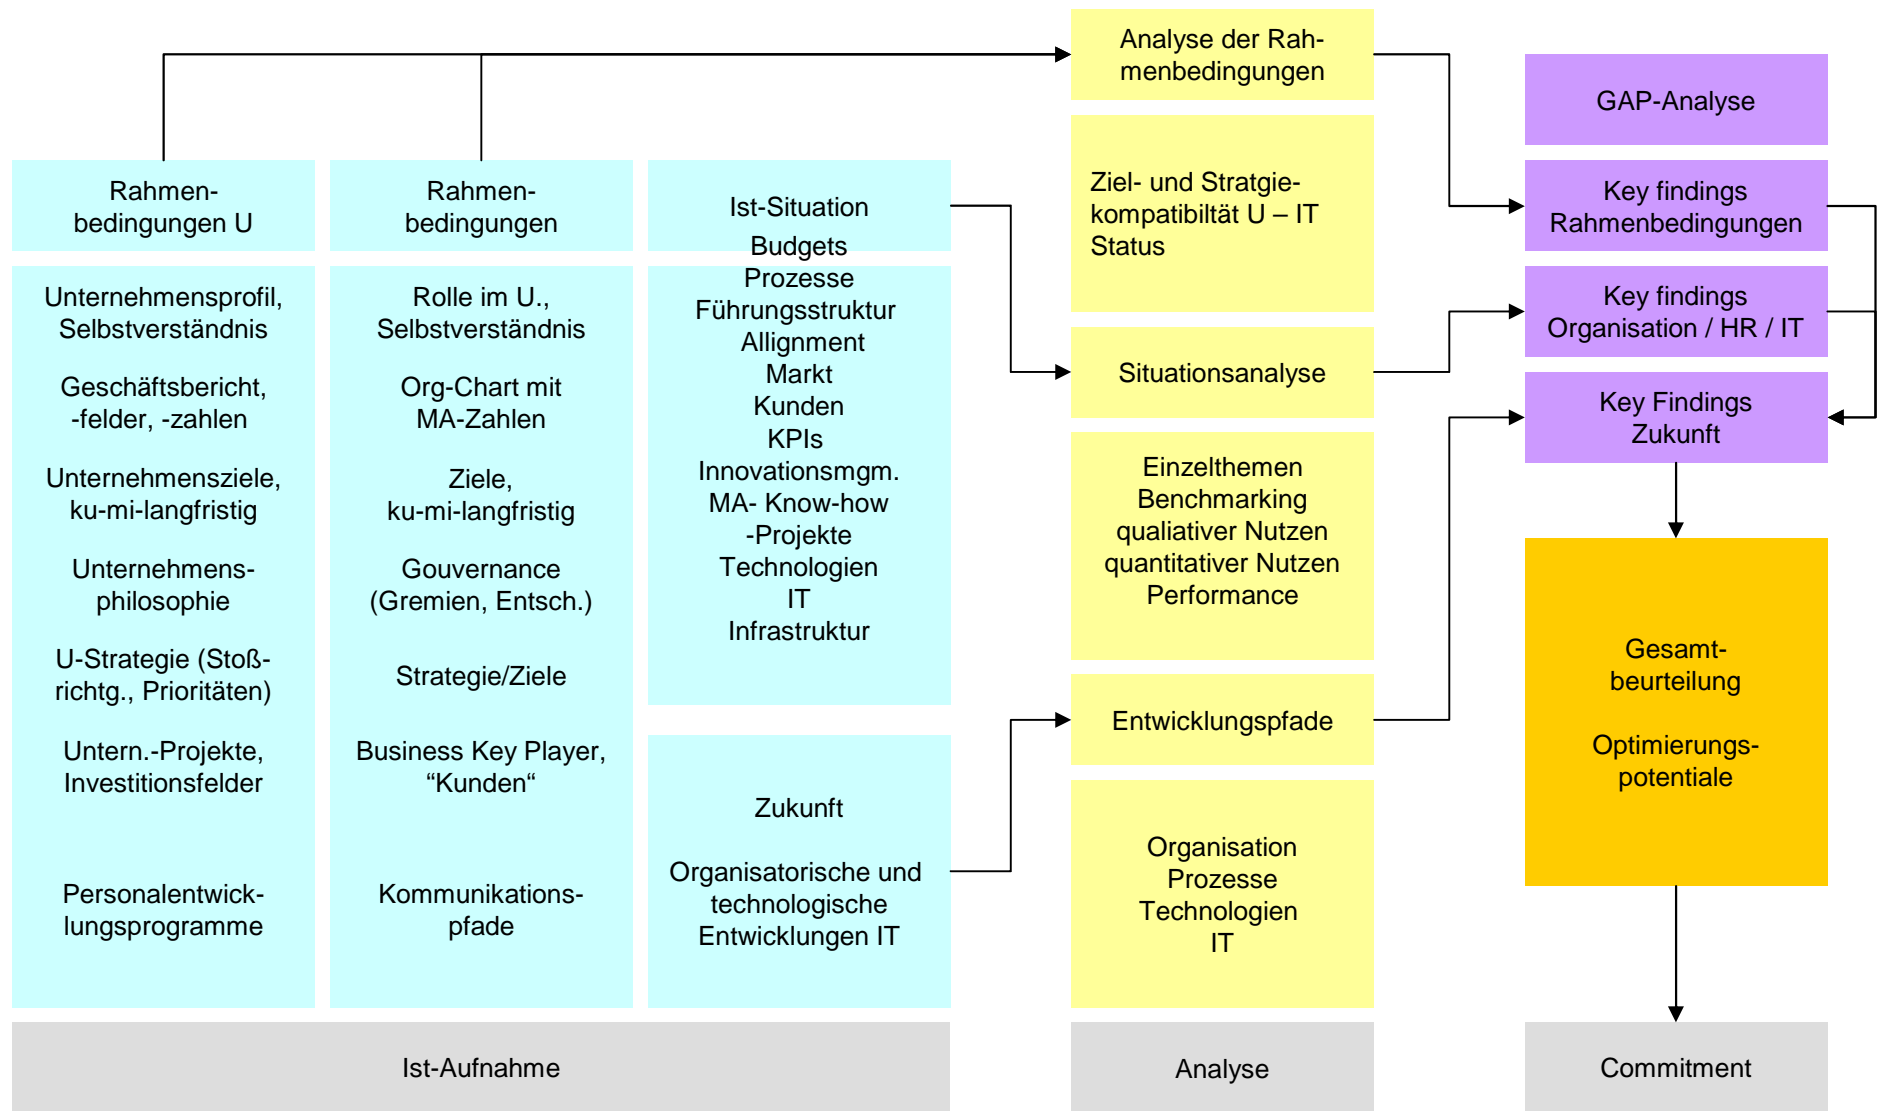 Rahmen-
bedingungen U
Unternehmensprofil,
Selbstverständnis
Geschäftsbericht,
-felder, -zahlen
Unternehmensziele,
ku-mi-langfristig
Unternehmens-
philosophie
U-Strategie (Stoß-
richtg., Prioritäten)
Untern.-Projekte,
Investitionsfelder
Personalentwick-
lungsprogramme
Rahmen-
bedingungen
Rolle im U.,
Selbstverständnis
Org-Chart mit
MA-Zahlen
Ziele,
ku-mi-langfristig
Gouvernance
(Gremien, Entsch.)
Strategie/Ziele
Business Key Player,
“Kunden“
Kommunikations-
pfade
Ist-Situation
Budgets
Prozesse
Führungsstruktur
Allignment
Markt
Kunden
KPIs
Innovationsmgm.
MA- Know-how
-Projekte
Technologien
IT
Infrastruktur
Zukunft
Organisatorische und
technologische
Entwicklungen IT
Ist-Aufnahme
Analyse der Rah-
menbedingungen
Ziel- und Stratgie-
kompatibiltät U – IT
Status
Situationsanalyse
Einzelthemen
Benchmarking
qualiativer Nutzen
quantitativer Nutzen
Performance
Entwicklungspfade
Organisation
Prozesse
Technologien
IT
Analyse
GAP-Analyse
Key findings
Rahmenbedingungen
Key findings
Organisation / HR / IT
Key Findings
Zukunft
Gesamt-
beurteilung
Optimierungs-
potentiale
Commitment